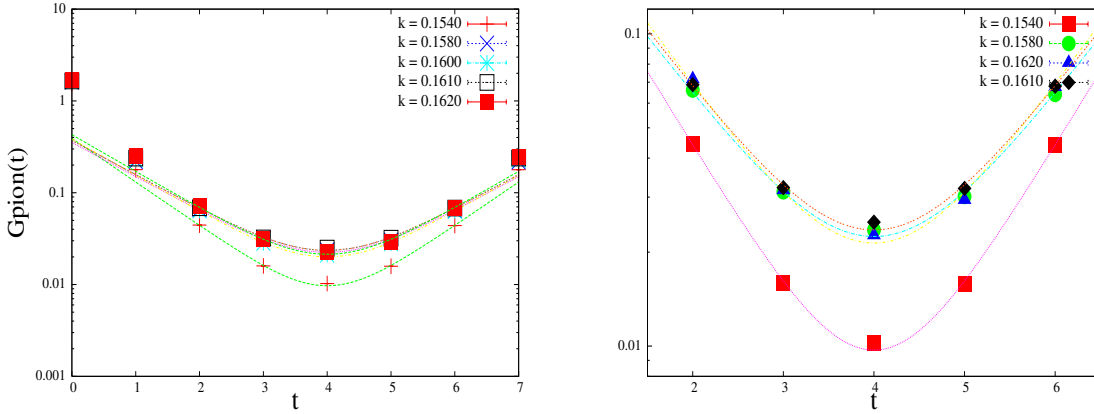 10
1
0.1
0.01
0.001
Gpion(t)
0 1 2 3 4 5 6 7
t
k = 0.1540
k = 0.1580
k = 0.1600
k = 0.1610
k = 0.1620
0.1
0.01
2 3 4 5 6
t
k = 0.1540
k = 0.1580
k = 0.1620
k = 0.1610